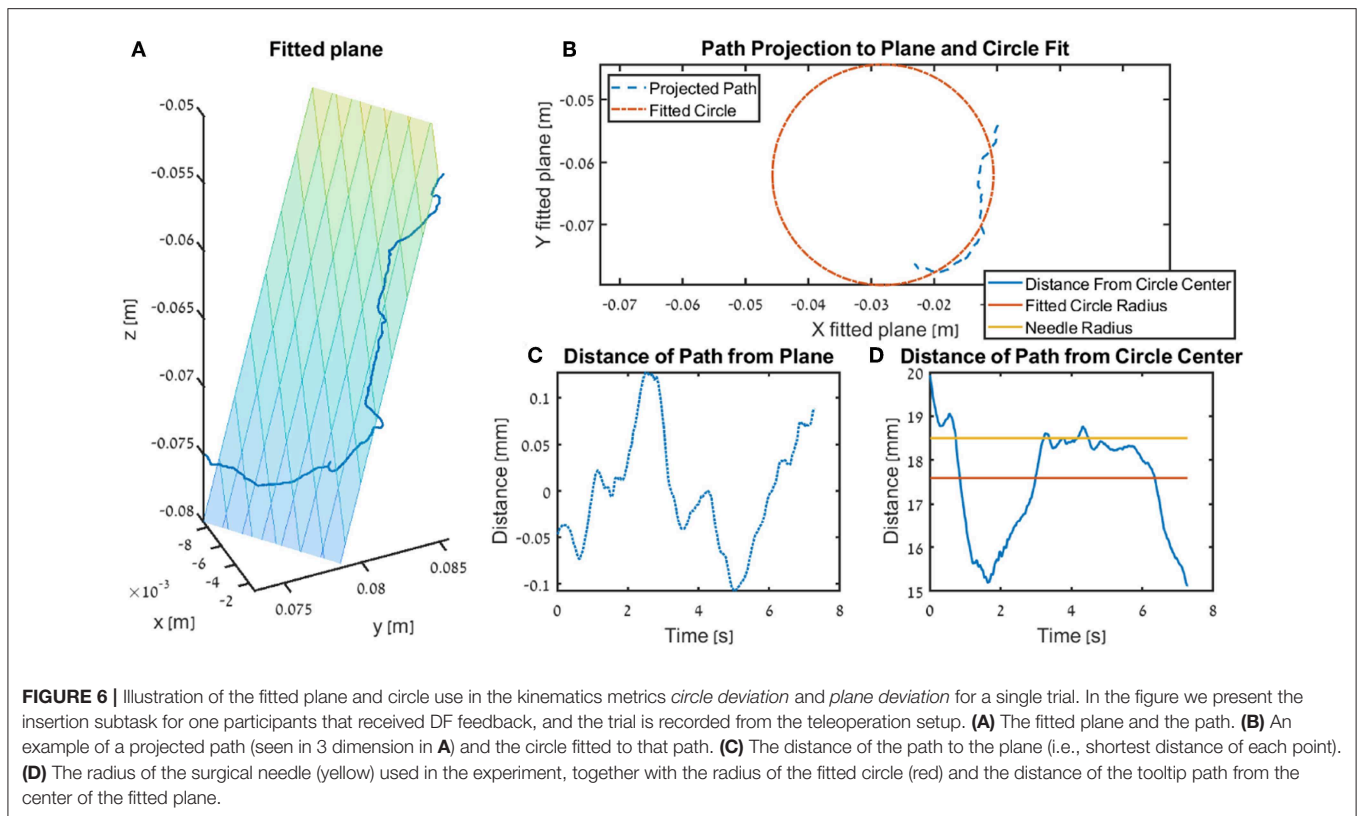 A
Fitted plane
-0.05
-0.055
-0.06
-0.065
-0.07
-0.075
-0.08
z [m]
-8
-6
-4
-2
×10⁻³
x [m]
0.075
0.08
0.085
y [m]
B
Path Projection to Plane and Circle Fit
Projected Path
Fitted Circle
-0.05
-0.06
-0.07
Y fitted plane [m]
-0.07 -0.06 -0.05 -0.04 -0.03 -0.02
X fitted plane [m]
Distance From Circle Center
Fitted Circle Radius
Needle Radius
C
Distance of Path from Plane
0.1
0.05
0
-0.05
-0.1
Distance [mm]
0 2 4 6 8
Time [s]
D
Distance of Path from Circle Center
20
19
18
17
16
15
Distance [mm]
0 2 4 6 8
Time [s]
FIGURE 6 | Illustration of the fitted plane and circle use in the kinematics metrics circle deviation and plane deviation for a single trial. In the figure we present the
insertion subtask for one participants that received DF feedback, and the trial is recorded from the teleoperation setup. (A) The fitted plane and the path. (B) An
example of a projected path (seen in 3 dimension in A) and the circle fitted to that path. (C) The distance of the path to the plane (i.e., shortest distance of each point).
(D) The radius of the surgical needle (yellow) used in the experiment, together with the radius of the fitted circle (red) and the distance of the tooltip path from the
center of the fitted plane.